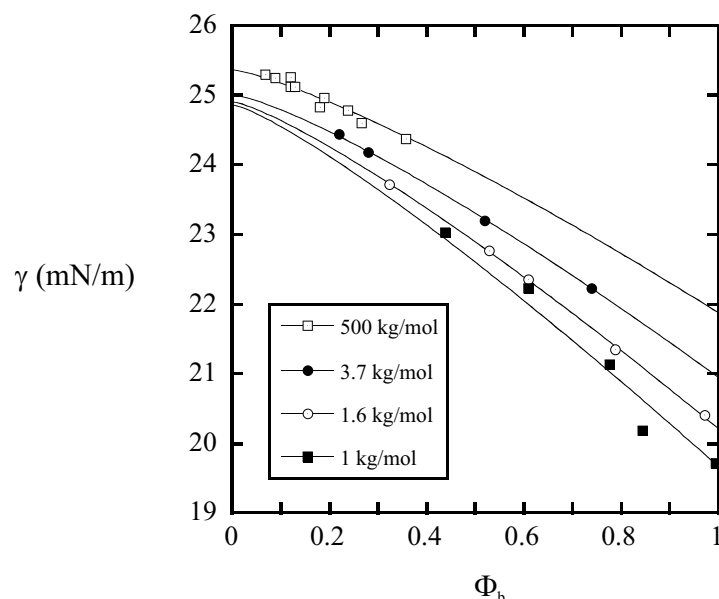 26
25
24
23
22
21
20
19
γ (mN/m)
500 kg/mol
3.7 kg/mol
1.6 kg/mol
1 kg/mol
0 0.2 0.4 0.6 0.8 1
Φb